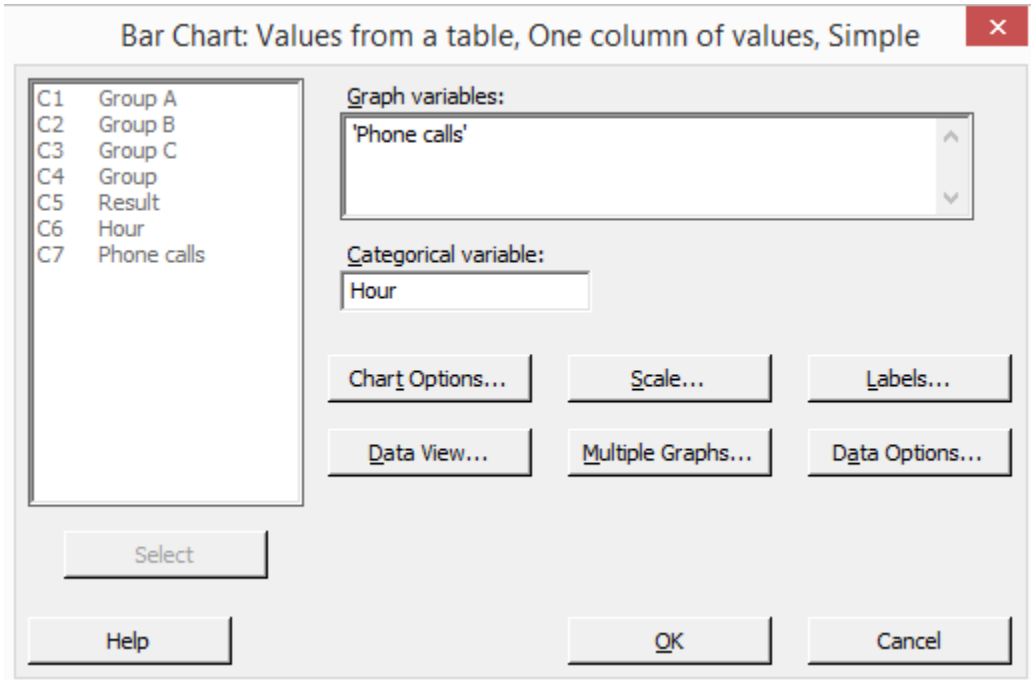 Bar Chart: Values from a table, One column of values, Simple
C1 Group A
C2 Group B
C3 Group C
C4 Group
C5 Result
C6 Hour
C7 Phone calls
Graph variables:
'Phone calls'
Categorical variable:
Hour
Chart Options... Scale... Labels...
Data View... Multiple Graphs... Data Options...
Select
Help OK Cancel